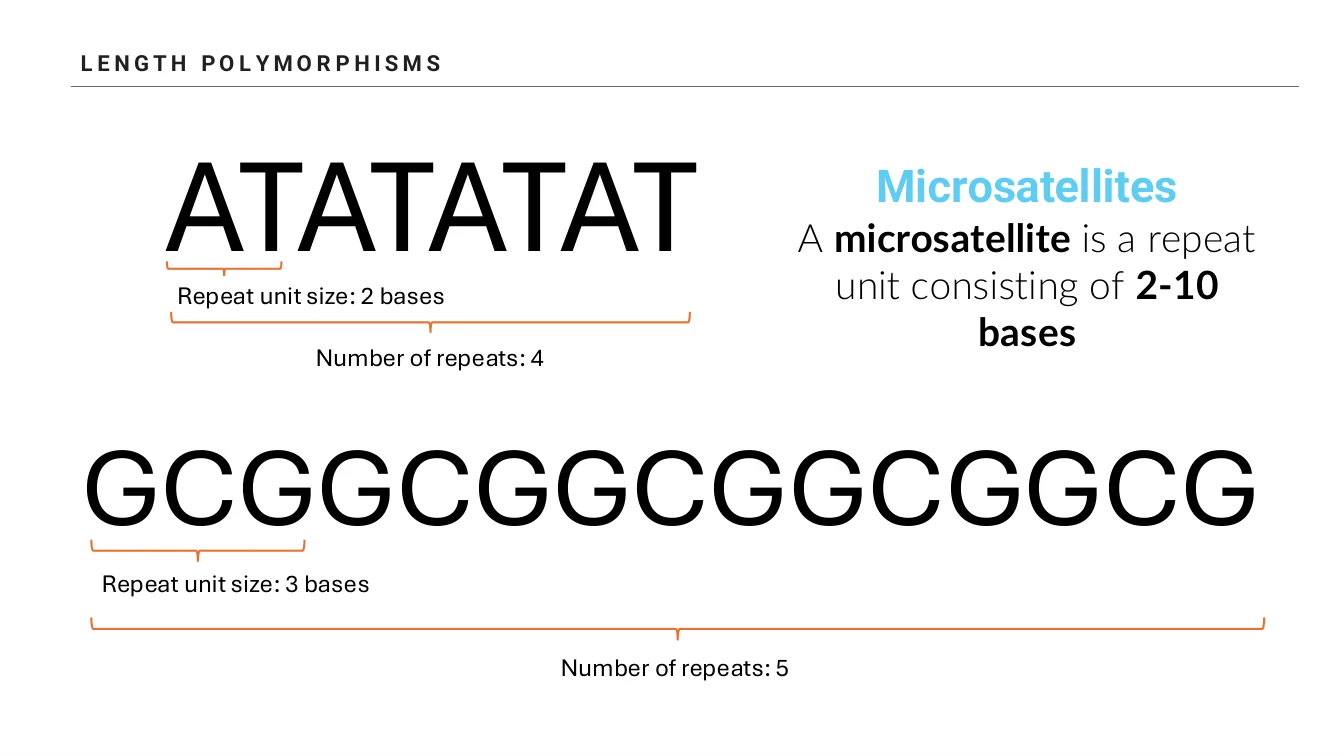 LENGTH POLYMORPHISMS
ATATATAT
Repeat unit size: 2 bases
Number of repeats: 4
Microsatellites
A microsatellite is a repeat
unit consisting of 2-10
bases
GCGGCGGCGGCGGCG
Repeat unit size: 3 bases
Number of repeats: 5